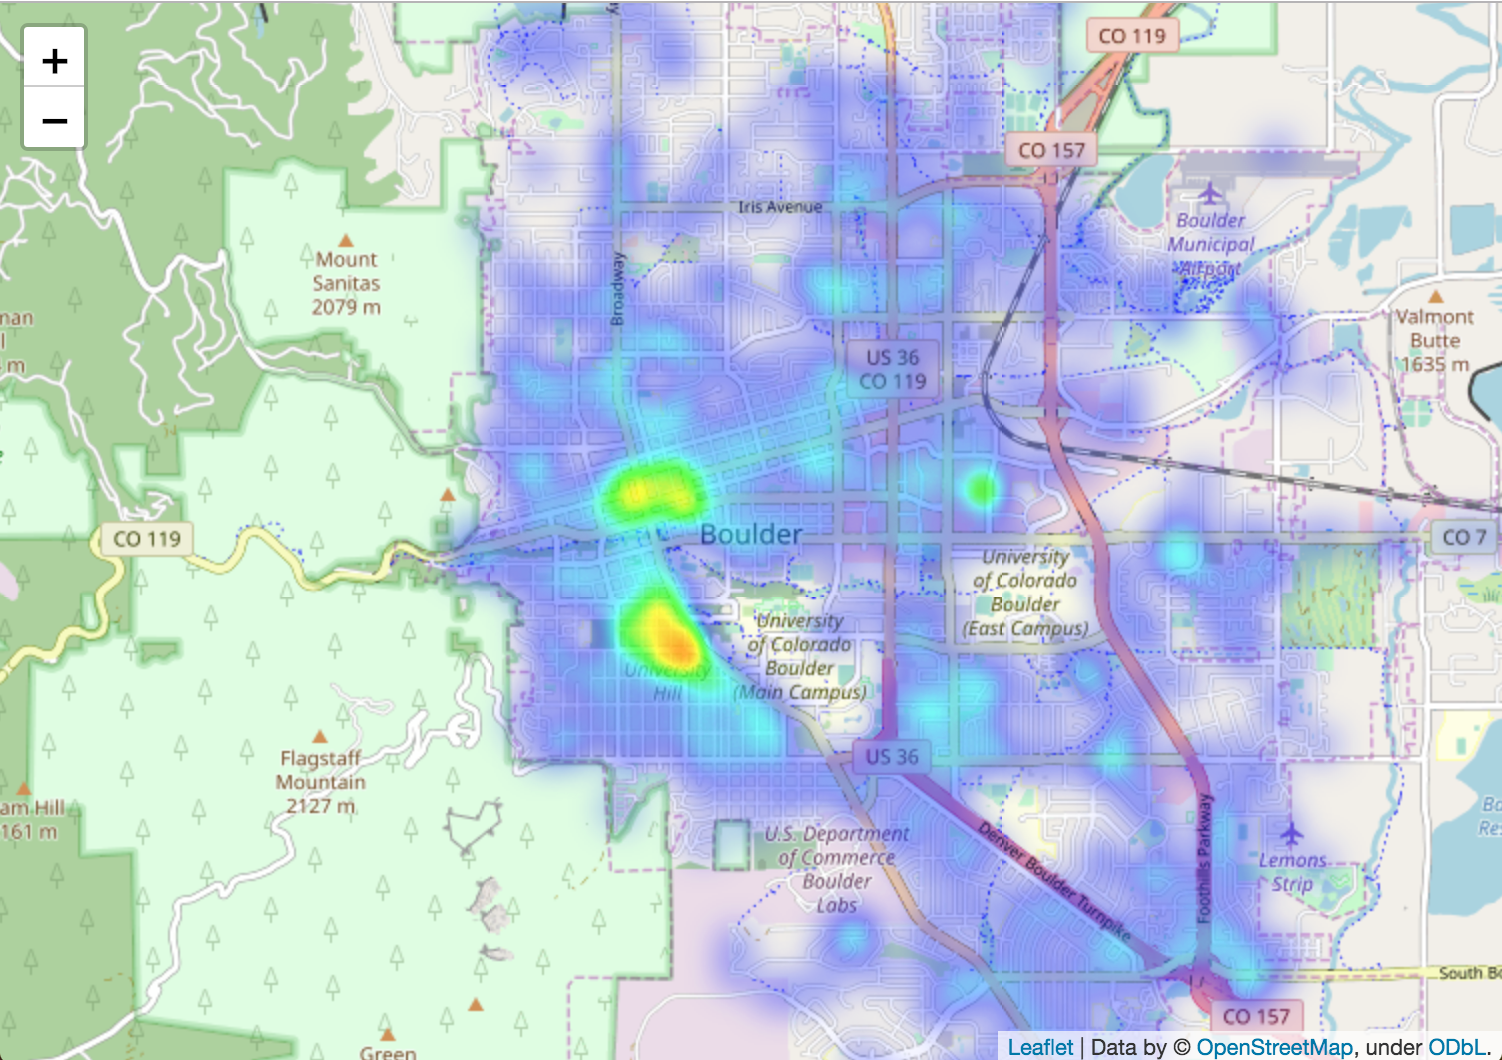 +
−
CO 119
CO 157
Iris Avenue
Boulder
Municipal
Airport
Mount
Sanitas
2079 m
Broadway
Valmont
Butte
1635 m
US 36
CO 119
m
CO 119
Boulder
CO 7
University
of Colorado
Boulder
(East Campus)
University
of Colorado
Boulder
(Main Campus)
University
Hill
US 36
Flagstaff
Mountain
2127 m
am Hill
161 m
U.S. Department
of Commerce
Boulder
Labs
Denver Boulder Turnpike
Foothills Parkway
Lemons
Strip
Ba
Res
South Bo
CO 157
Green
Leaflet | Data by © OpenStreetMap, under ODbL.